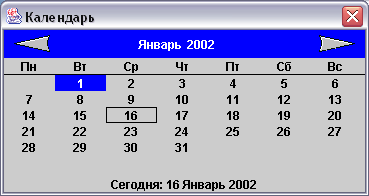 Календарь
Январь 2002
Пн Вт Ср Чт Пт Сб Вс
1 2 3 4 5 6
7 8 9 10 11 12 13
14 15 16 17 18 19 20
21 22 23 24 25 26 27
28 29 30 31
Сегодня: 16 Январь 2002